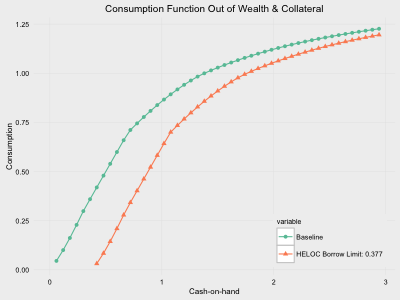 Consumption Function Out of Wealth & Collateral
1.25
1.00
0.75
0.50
0.25
0.00
Consumption
0
1
2
3
Cash-on-hand
variable
Baseline
HELOC Borrow Limit: 0.377